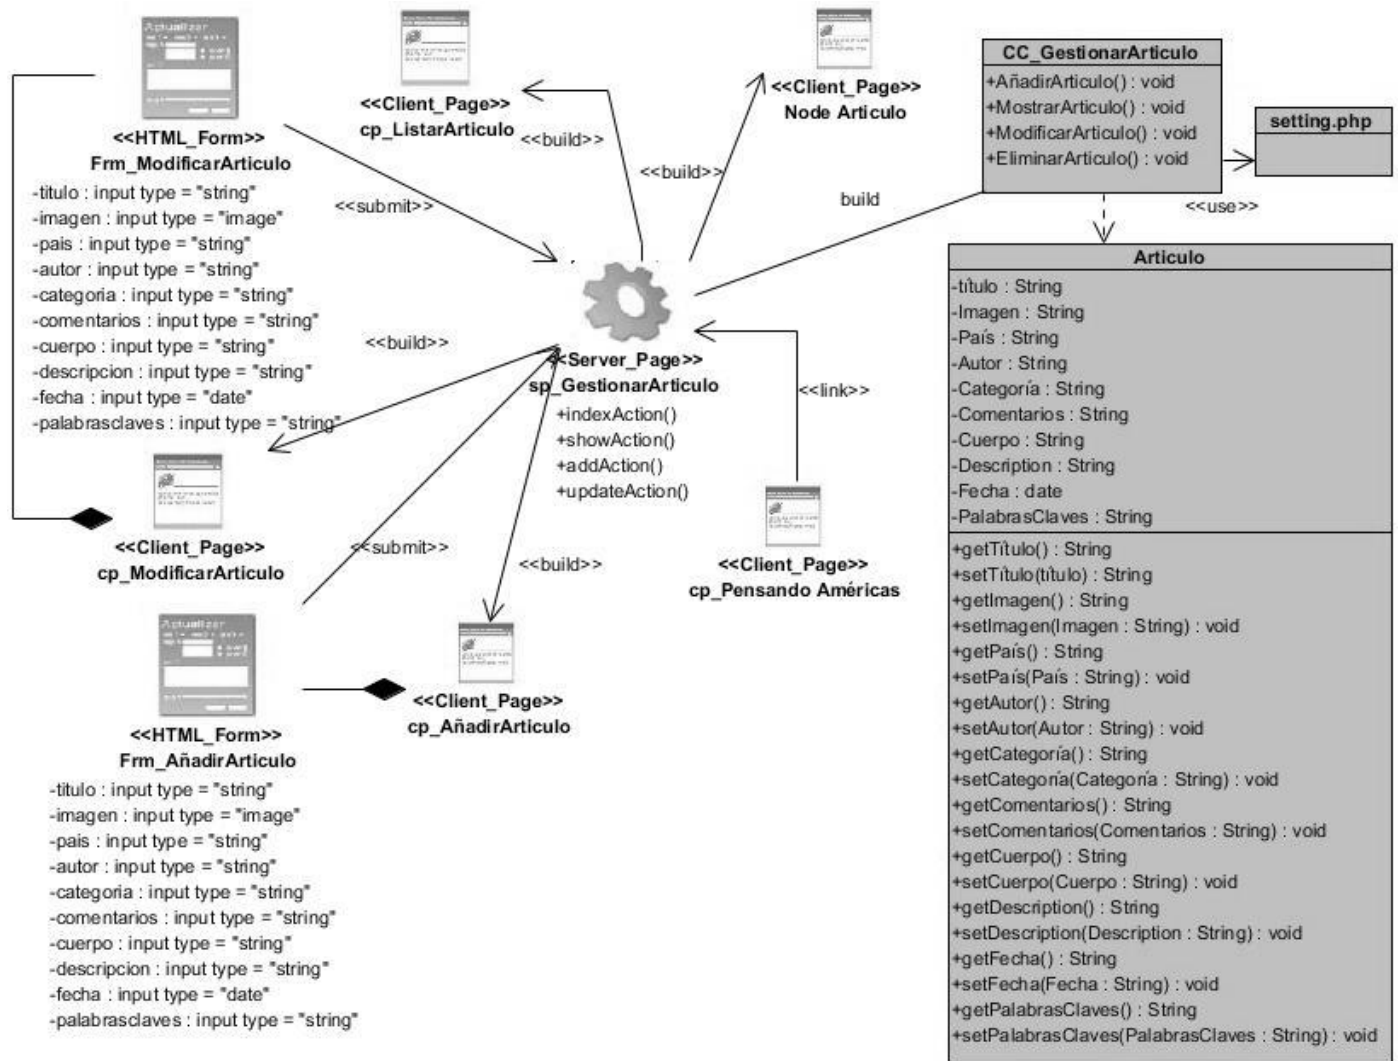 Actualizar
<<HTML_Form>>
Frm_ModificarArticulo
-titulo : input type = "string"
-imagen : input type = "image"
-pais : input type = "string"
-autor : input type = "string"
-categoria : input type = "string"
-comentarios : input type = "string"
-cuerpo : input type = "string"
-descripcion : input type = "string"
-fecha : input type = "date"
-palabrasclaves : input type = "string"
<<Client_Page>>
cp_ListarArticulo
<<build>>
<<submit>>
<<Client_Page>>
Node Articulo
<<build>>
build
CC_GestionarArticulo
+AñadirArticulo() : void
+MostrarArticulo() : void
+ModificarArticulo() : void
+EliminarArticulo() : void
setting.php
<<use>>
<<build>>
<<Server_Page>>
sp_GestionarArticulo
+indexAction()
+showAction()
+addAction()
+updateAction()
<<link>>
<<Client_Page>>
cp_ModificarArticulo
<<submit>>
<<build>>
<<Client_Page>>
cp_Pensando Américas
Actualizar
<<HTML_Form>>
Frm_AñadirArticulo
-titulo : input type = "string"
-imagen : input type = "image"
-pais : input type = "string"
-autor : input type = "string"
-categoria : input type = "string"
-comentarios : input type = "string"
-cuerpo : input type = "string"
-descripcion : input type = "string"
-fecha : input type = "date"
-palabrasclaves : input type = "string"
<<Client_Page>>
cp_AñadirArticulo
Articulo
-título : String
-Imagen : String
-País : String
-Autor : String
-Categoría : String
-Comentarios : String
-Cuerpo : String
-Description : String
-Fecha : date
-PalabrasClaves : String
+getTítulo() : String
+setTítulo(título) : String
+getImagen() : String
+setImagen(Imagen : String) : void
+getPaís() : String
+setPaís(País : String) : void
+getAutor() : String
+setAutor(Autor : String) : void
+getCategoría() : String
+setCategoría(Categoría : String) : void
+getComentarios() : String
+setComentarios(Comentarios : String) : void
+getCuerpo() : String
+setCuerpo(Cuerpo : String) : void
+getDescription() : String
+setDescription(Description : String) : void
+getFecha() : String
+setFecha(Fecha : String) : void
+getPalabrasClaves() : String
+setPalabrasClaves(PalabrasClaves : String) : void